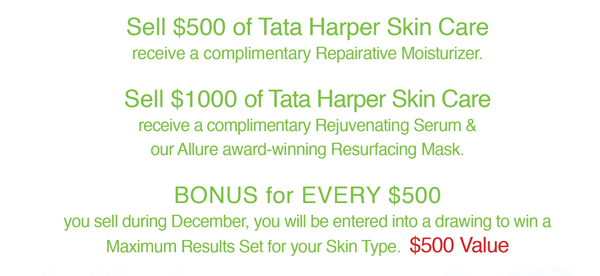 Sell $500 of Tata Harper Skin Care
receive a complimentary Repairative Moisturizer.
Sell $1000 of Tata Harper Skin Care
receive a complimentary Rejuvenating Serum &
our Allure award-winning Resurfacing Mask.
BONUS for EVERY $500
you sell during December, you will be entered into a drawing to win a
Maximum Results Set for your Skin Type. $500 Value